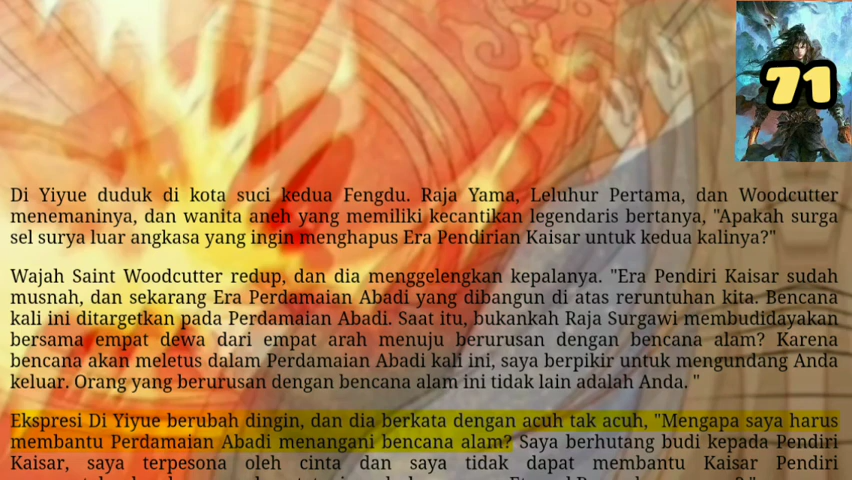 71
Di Yiyue duduk di kota suci kedua Fengdu. Raja Yama, Leluhur Pertama, dan Woodcutter
menemaninya, dan wanita aneh yang memiliki kecantikan legendaris bertanya, "Apakah surga
sel surya luar angkasa yang ingin menghapus Era Pendirian Kaisar untuk kedua kalinya?"
Wajah Saint Woodcutter redup, dan dia menggelengkan kepalanya. "Era Pendiri Kaisar sudah
musnah, dan sekarang Era Perdamaian Abadi yang dibangun di atas reruntuhan kita. Bencana
kali ini ditargetkan pada Perdamaian Abadi. Saat itu, bukankah Raja Surgawi membudidayakan
bersama empat dewa dari empat arah menuju berurusan dengan bencana alam? Karena
bencana akan meletus dalam Perdamaian Abadi kali ini, saya berpikir untuk mengundang Anda
keluar. Orang yang berurusan dengan bencana alam ini tidak lain adalah Anda. "
Ekspresi Di Yiyue berubah dingin, dan dia berkata dengan acuh tak acuh, "Mengapa saya harus
membantu Perdamaian Abadi menangani bencana alam? Saya berhutang budi kepada Pendiri
Kaisar, saya terpesona oleh cinta dan saya tidak dapat membantu Kaisar Pendiri